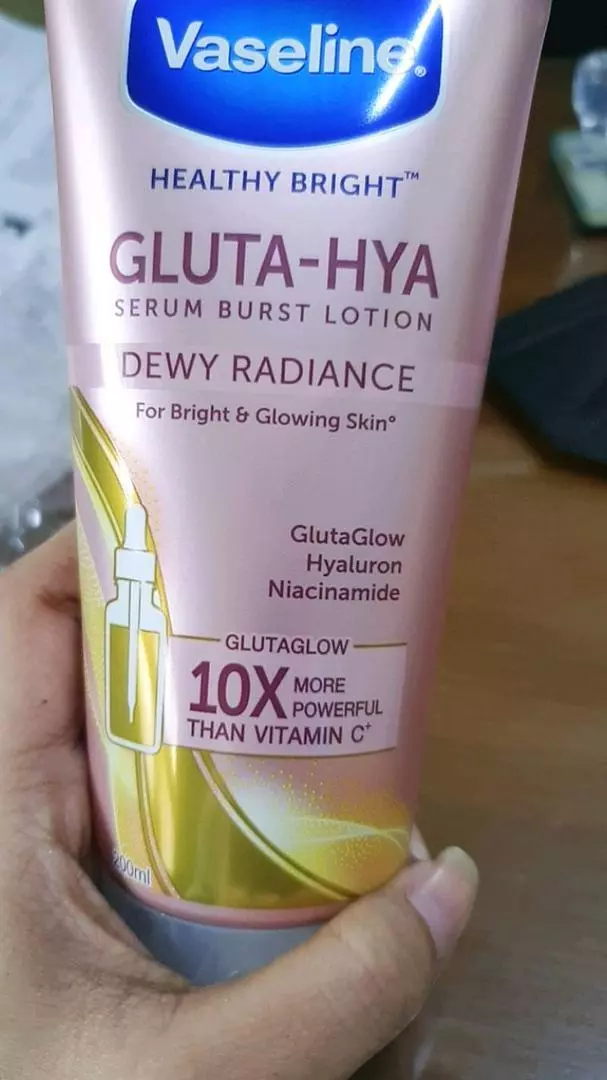 Vaseline®
HEALTHY BRIGHT™
GLUTA-HYA
SERUM BURST LOTION
DEWY RADIANCE
For Bright & Glowing Skin°
GlutaGlow
Hyaluron
Niacinamide
GLUTAGLOW
10X MORE
POWERFUL
THAN VITAMIN C⁺
200ml